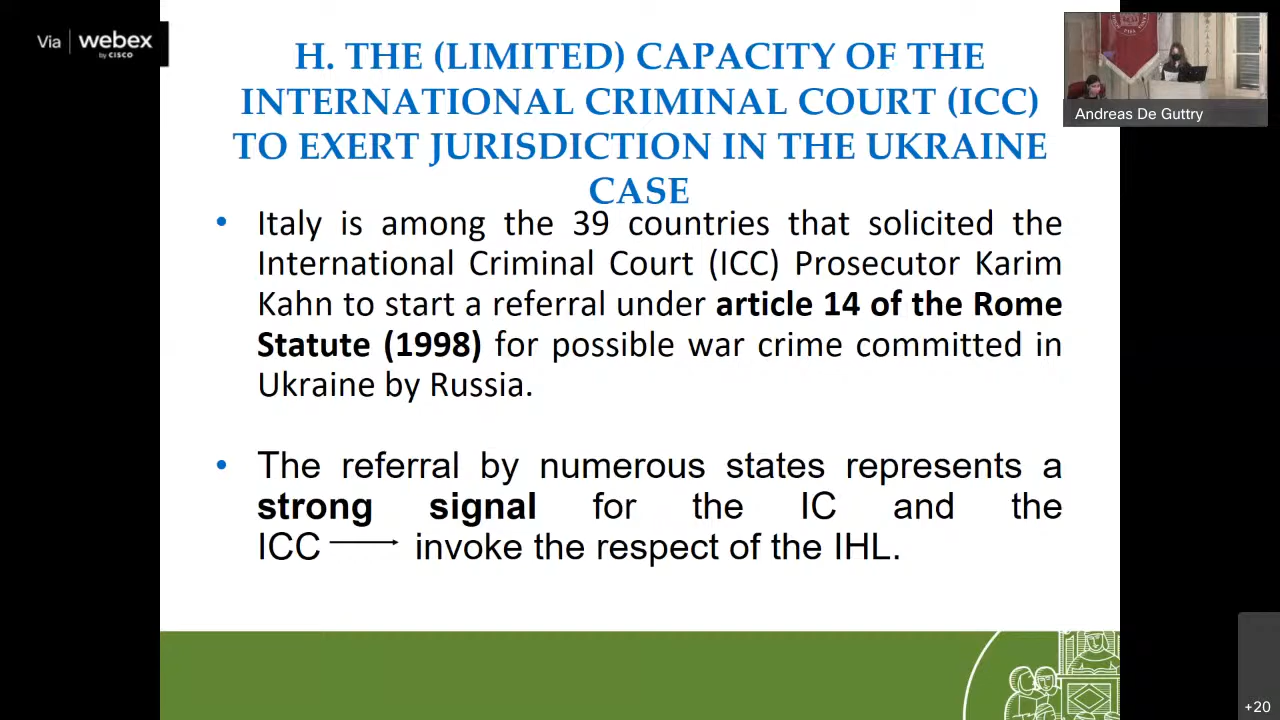 Via webex
by CISCO
H. THE (LIMITED) CAPACITY OF THE
INTERNATIONAL CRIMINAL COURT (ICC)
TO EXERT JURISDICTION IN THE UKRAINE
CASE
Andreas De Guttry
• Italy is among the 39 countries that solicited the
International Criminal Court (ICC) Prosecutor Karim
Kahn to start a referral under article 14 of the Rome
Statute (1998) for possible war crime committed in
Ukraine by Russia.
• The referral by numerous states represents a
strong signal for the IC and the
ICC → invoke the respect of the IHL.
+20